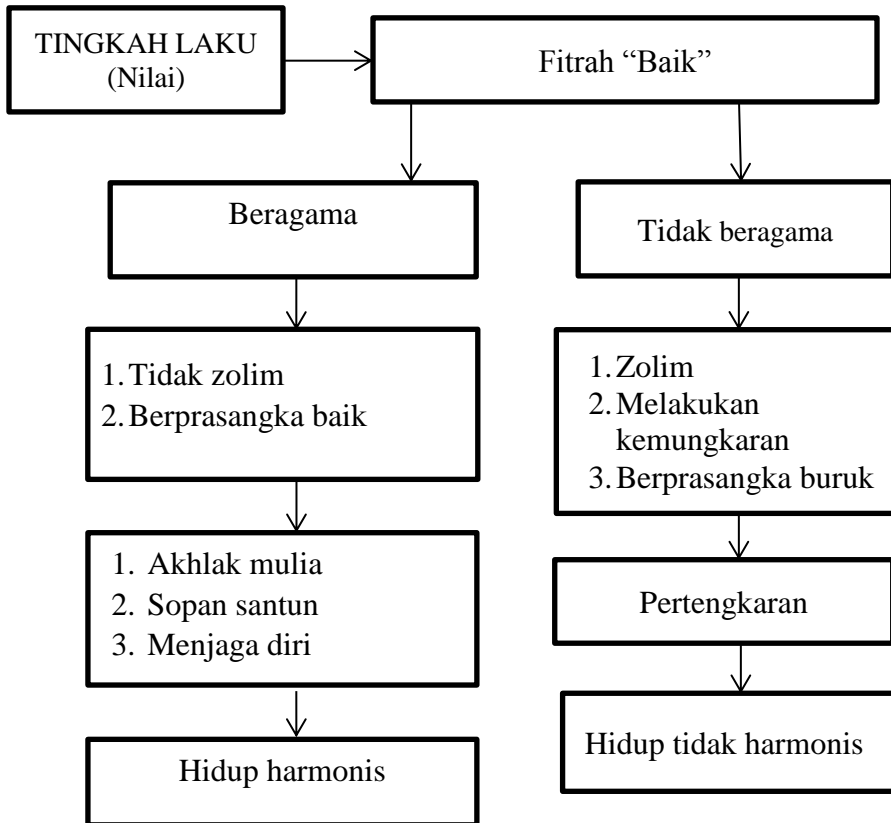 TINGKAH LAKU
(Nilai)
Fitrah “Baik”
Beragama
Tidak beragama
1. Tidak zolim
2. Berprasangka baik
1. Zolim
2. Melakukan
kemungkaran
3. Berprasangka buruk
1. Akhlak mulia
2. Sopan santun
3. Menjaga diri
Pertengkaran
Hidup harmonis
Hidup tidak harmonis